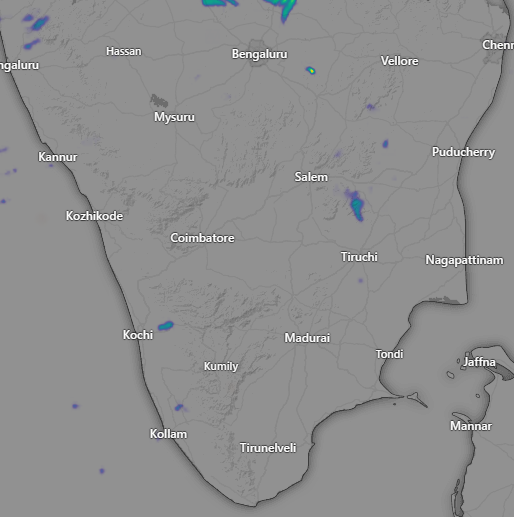 Hassan
Bengaluru
Chenn
ngaluru
Vellore
Mysuru
Kannur
Puducherry
Salem
Kozhikode
Coimbatore
Tiruchi
Nagapattinam
Kochi
Madurai
Tondi
Kumily
Jaffna
Mannar
Kollam
Tirunelveli